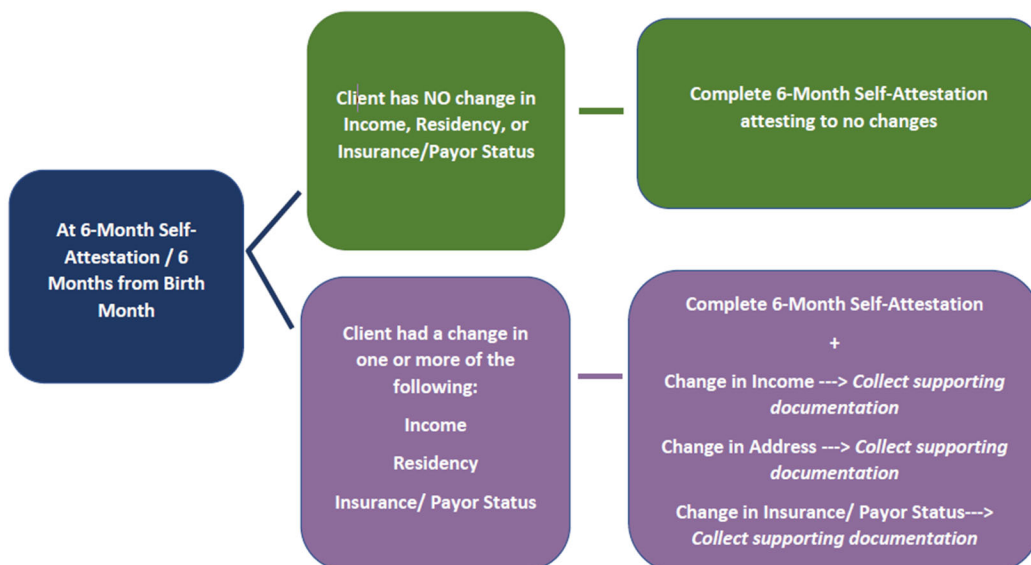 At 6-Month Self-
Attestation / 6
Months from Birth
Month
Client has NO change in
Income, Residency, or
Insurance/Payor Status
Complete 6-Month Self-Attestation
attesting to no changes
Client had a change in
one or more of the
following:
Income
Residency
Insurance/ Payor Status
Complete 6-Month Self-Attestation
+
Change in Income ---> Collect supporting
documentation
Change in Address ---> Collect supporting
documentation
Change in Insurance/ Payor Status--->
Collect supporting documentation